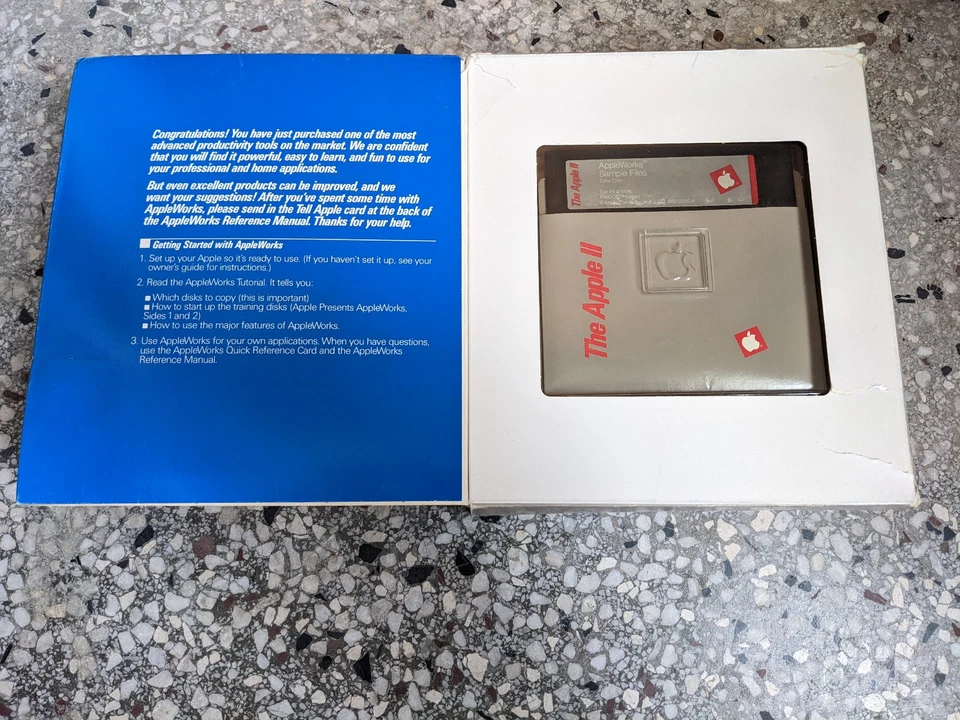 Congratulations! You have just purchased one of the most
advanced productivity tools on the market. We are confident
that you will find it powerful, easy to learn, and fun to use for
your professional and home applications.
But even excellent products can be improved, and we
want your suggestions! After you've spent some time with
AppleWorks, please send in the Tell Apple card at the back of
the AppleWorks Reference Manual. Thanks for your help.
Getting Started with AppleWorks
1. Set up your Apple so it's ready to use. (If you haven't set it up, see your
owner's guide for instructions.)
2. Read the AppleWorks Tutorial. It tells you:
■ Which disks to copy (this is important)
■ How to start up the training disks (Apple Presents AppleWorks,
Sides 1 and 2)
■ How to use the major features of AppleWorks.
3. Use AppleWorks for your own applications. When you have questions,
use the AppleWorks Quick Reference Card and the AppleWorks
Reference Manual.
The Apple II
AppleWorks™
Sample Files
The Apple II